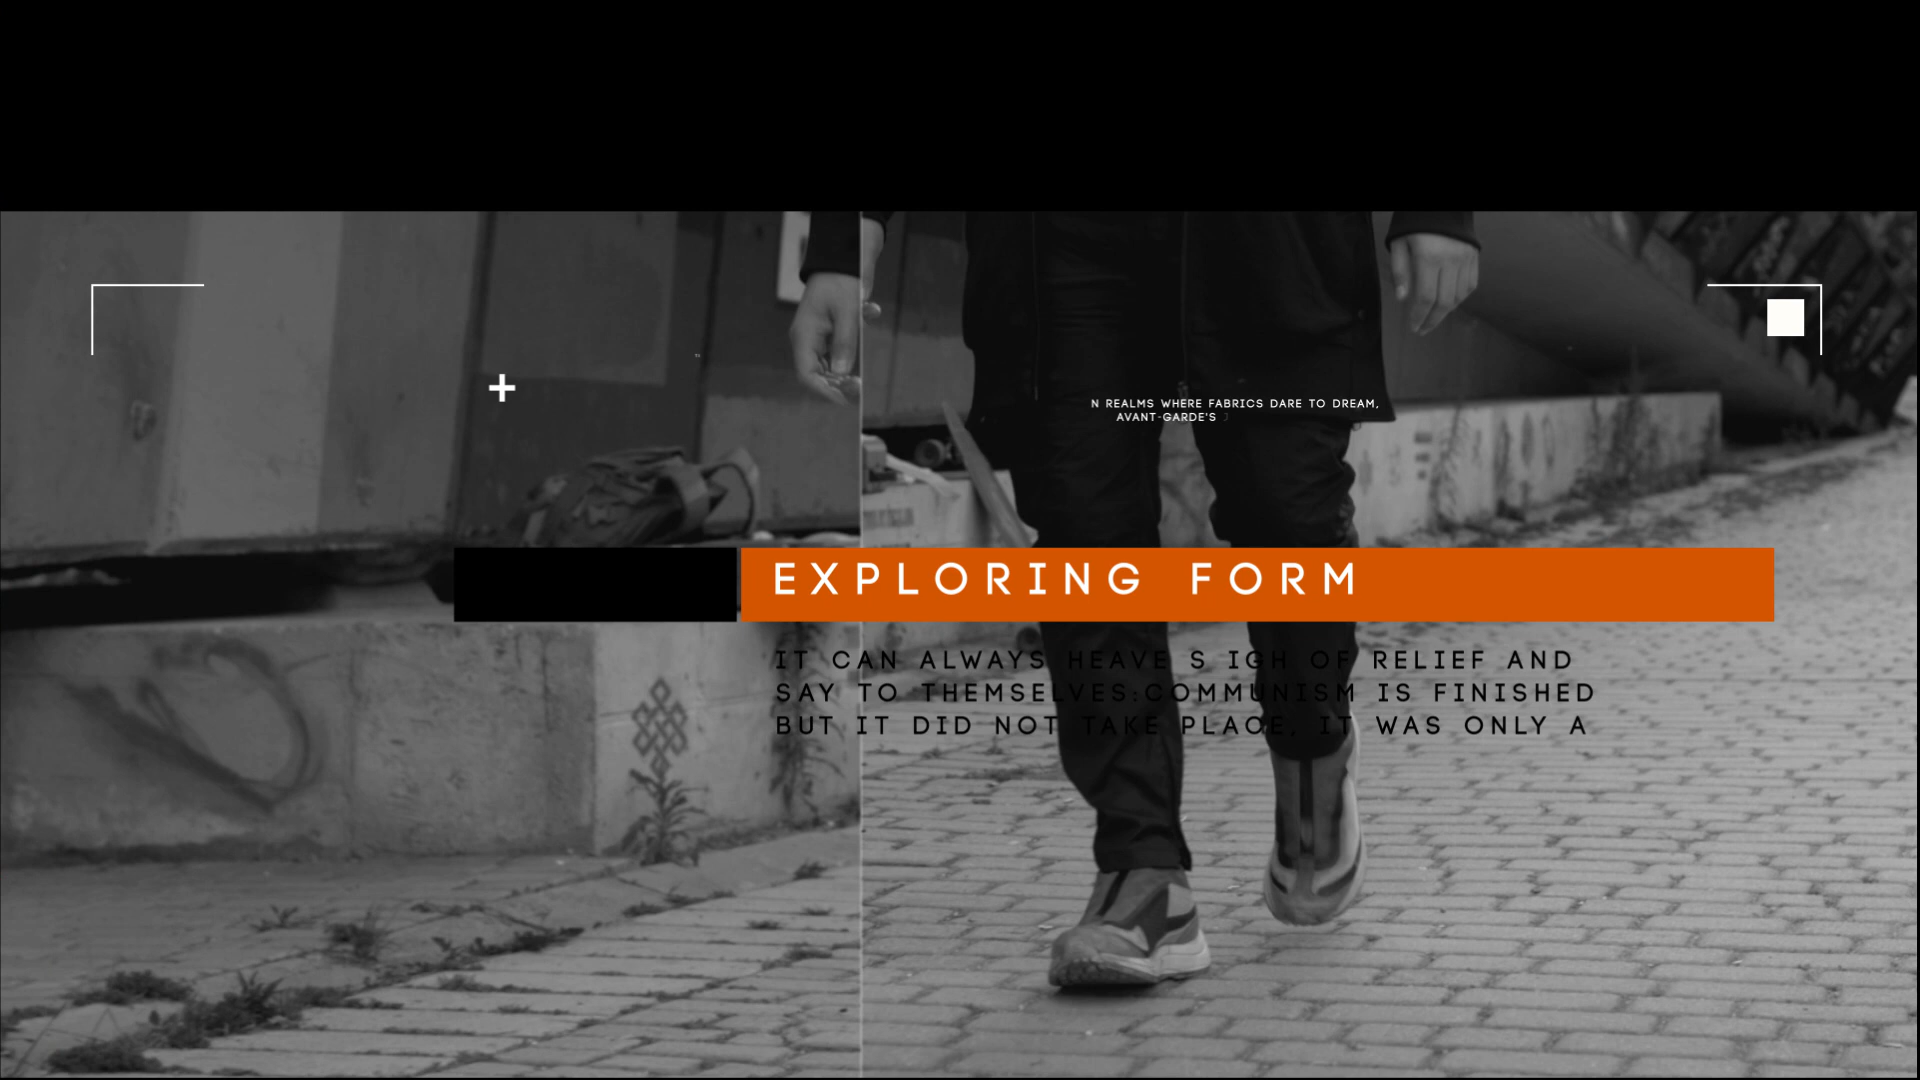 N REALMS WHERE FABRICS DARE TO DREAM,
AVANT-GARDE'S
EXPLORING FORM
IT CAN ALWAYS HEAVE S IGH OF RELIEF AND
SAY TO THEMSELVES:COMMUNISM IS FINISHED
BUT IT DID NOT TAKE PLACE, IT WAS ONLY A